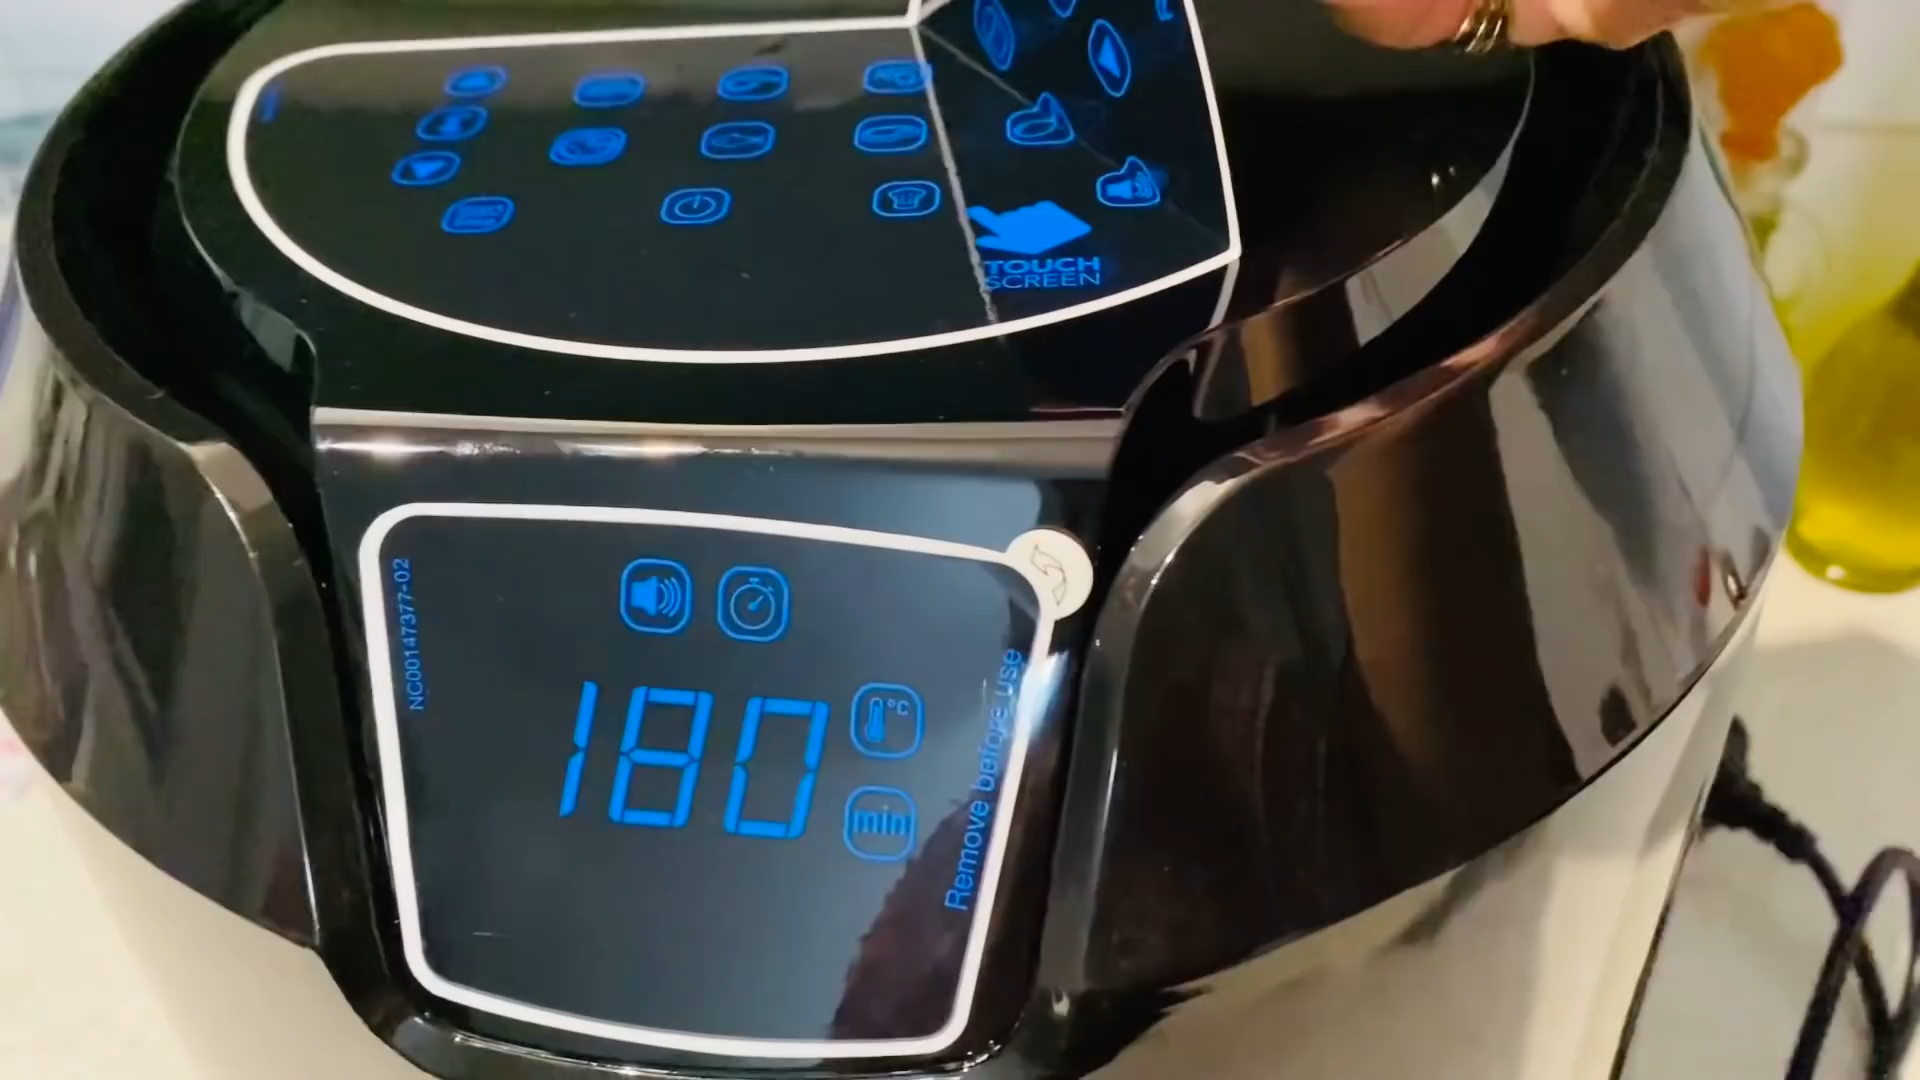 TOUCH
SCREEN
NC00147377-02
180
°C
min
Remove before use